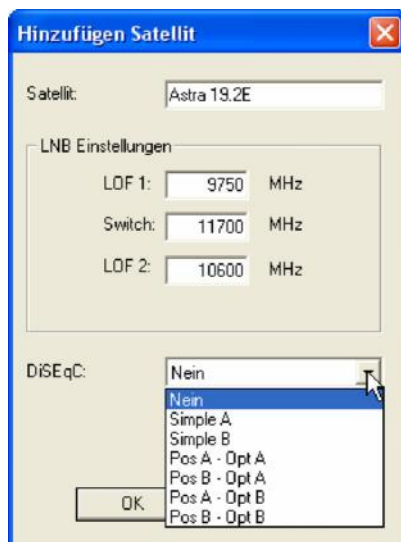 Hinzufügen Satellit
Satellit: Astra 19.2E
LNB Einstellungen
LOF 1: 9750 MHz
Switch: 11700 MHz
LOF 2: 10600 MHz
DiSEqC: Nein
Nein
Simple A
Simple B
Pos A - Opt A
Pos B - Opt A
Pos A - Opt B
Pos B - Opt B
OK